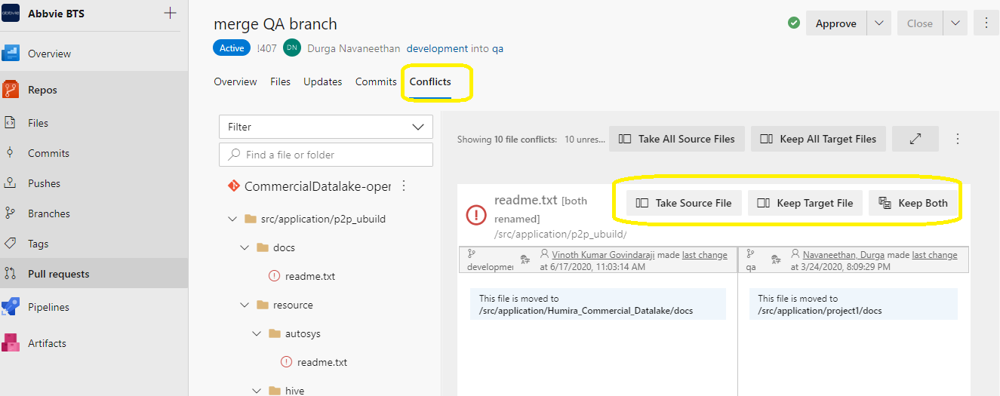 abbvie
Abbvie BTS
Overview
Repos
Files
Commits
Pushes
Branches
Tags
Pull requests
Pipelines
Artifacts
merge QA branch
Approve
Close
Active !407 DN Durga Navaneethan development into qa
Overview Files Updates Commits Conflicts
Filter
Find a file or folder
CommercialDatalake-oper
src/application/p2p_ubuild
docs
readme.txt
resource
autosys
readme.txt
hive
Showing 10 file conflicts: 10 unres... Take All Source Files Keep All Target Files
readme.txt [both
renamed]
/src/application/p2p_ubuild/
Take Source File Keep Target File Keep Both
developmer
Vinoth Kumar Govindaraji made last change
at 6/17/2020, 11:03:14 AM
qa
Navaneethan, Durga made last change
at 3/24/2020, 8:09:29 PM
This file is moved to
/src/application/Humira_Commercial_Datalake/docs
This file is moved to
/src/application/project1/docs